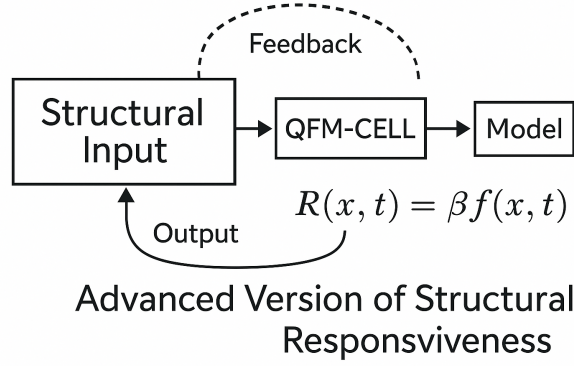 Feedback
Structural
Input
QFM-CELL
Model
R(x, t) = βf(x, t)
Output
Advanced Version of Structural
Responsviveness